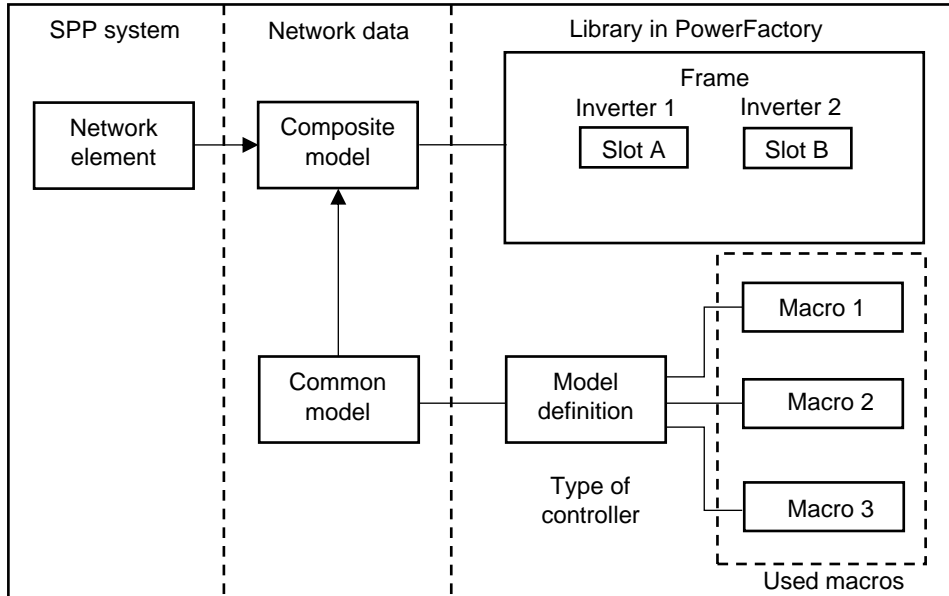 SPP system
Network data
Library in PowerFactory
Network
element
Composite
model
Frame
Inverter 1
Inverter 2
Slot A
Slot B
Common
model
Model
definition
Type of
controller
Macro 1
Macro 2
Macro 3
Used macros